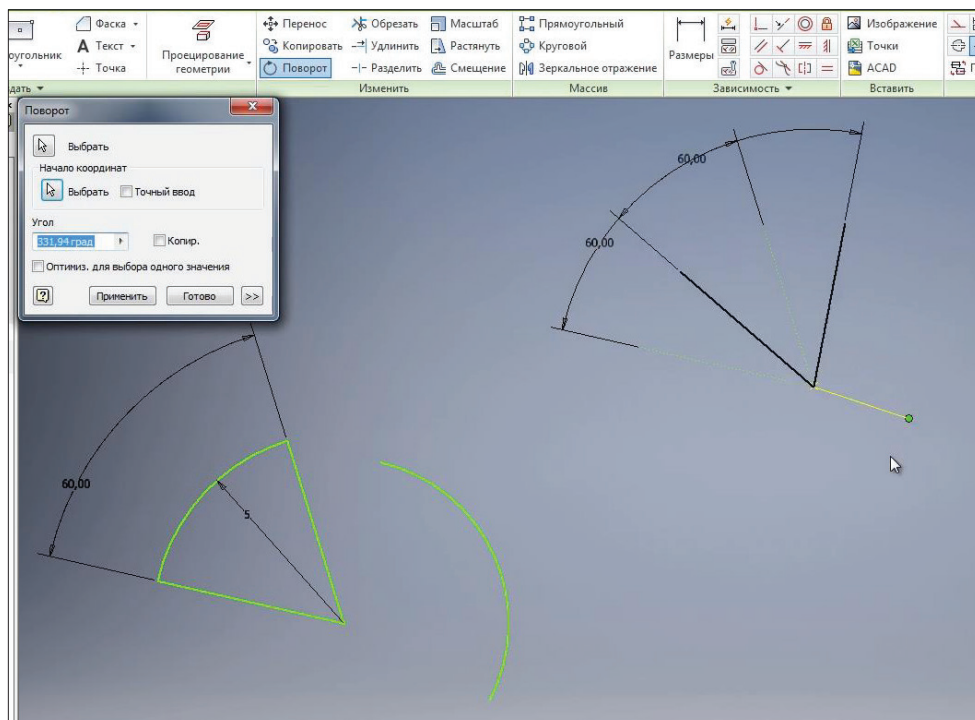 Фаска
Перенос Обрезать Масштаб Прямоугольный Изображение
оугольник Текст Проецирование геометрии Копировать Удлинить Растянуть Круговой Размеры Точки
Точка Поворот Разделить Смещение Зеркальное отражение ACAD
дать Изменить Массив Зависимость Вставить
Поворот
Выбрать
Начало координат
Выбрать Точный ввод
Угол
331,94 град Копир.
Оптимиз. для выбора одного значения
Применить Готово >>
60,00
60,00
60,00
5